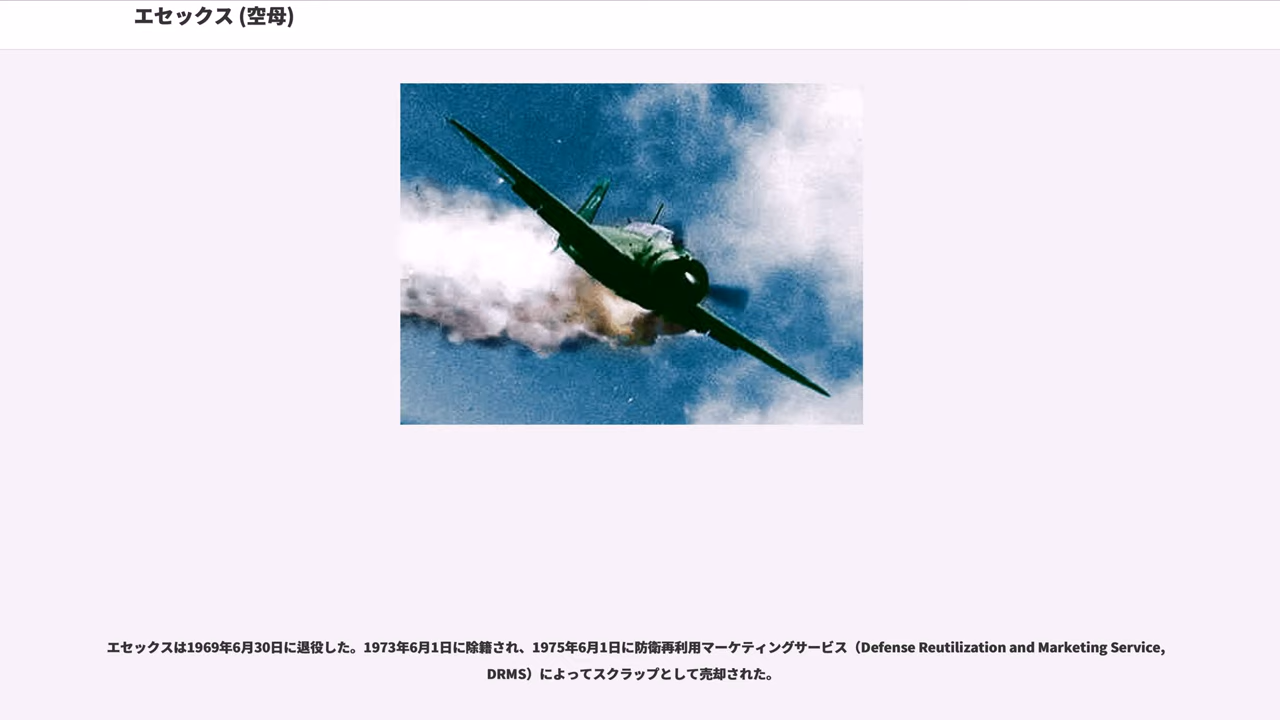 エセックス (空母)
エセックスは1969年6月30日に退役した。1973年6月1日に除籍され、1975年6月1日に防衛再利用マーケティングサービス（Defense Reutilization and Marketing Service,
DRMS）によってスクラップとして売却された。